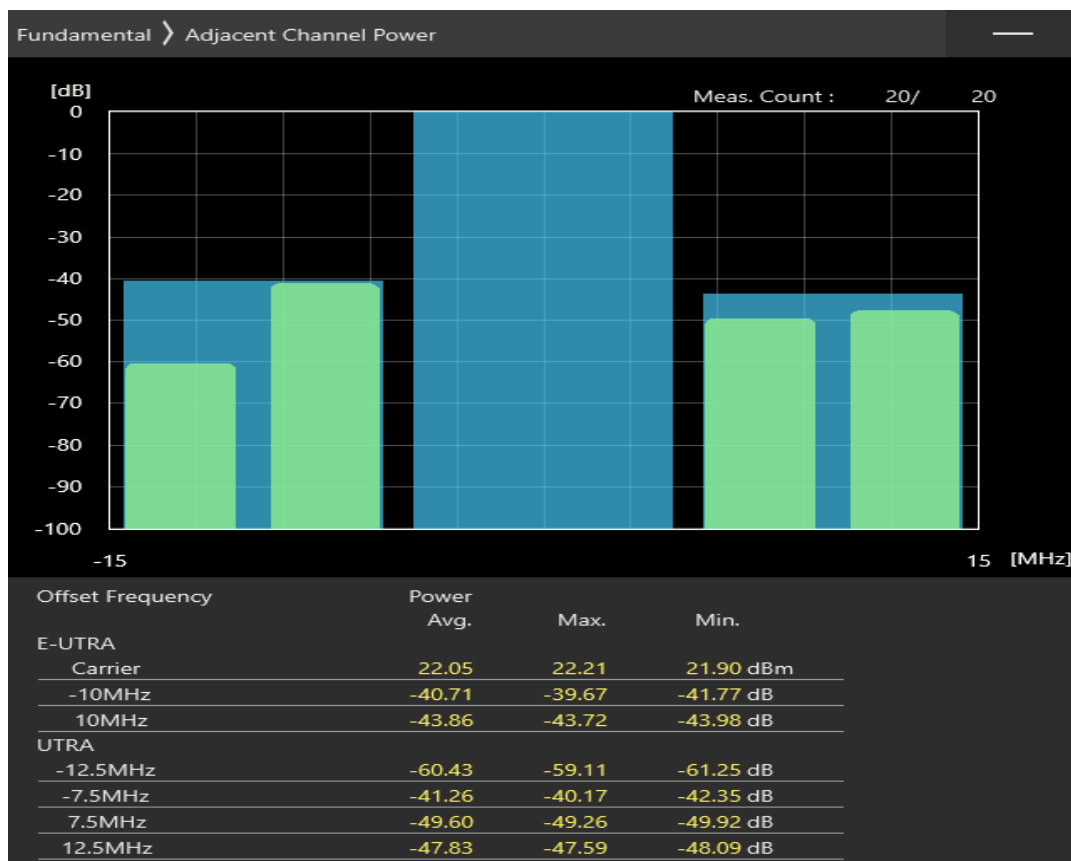 Fundamental ❯ Adjacent Channel Power
[dB]
Meas. Count : 20/ 20
0
-10
-20
-30
-40
-50
-60
-70
-80
-90
-100
-15 15 [MHz]
Offset Frequency Power
Avg. Max. Min.
E-UTRA
Carrier 22.05 22.21 21.90 dBm
-10MHz -40.71 -39.67 -41.77 dB
10MHz -43.86 -43.72 -43.98 dB
UTRA
-12.5MHz -60.43 -59.11 -61.25 dB
-7.5MHz -41.26 -40.17 -42.35 dB
7.5MHz -49.60 -49.26 -49.92 dB
12.5MHz -47.83 -47.59 -48.09 dB